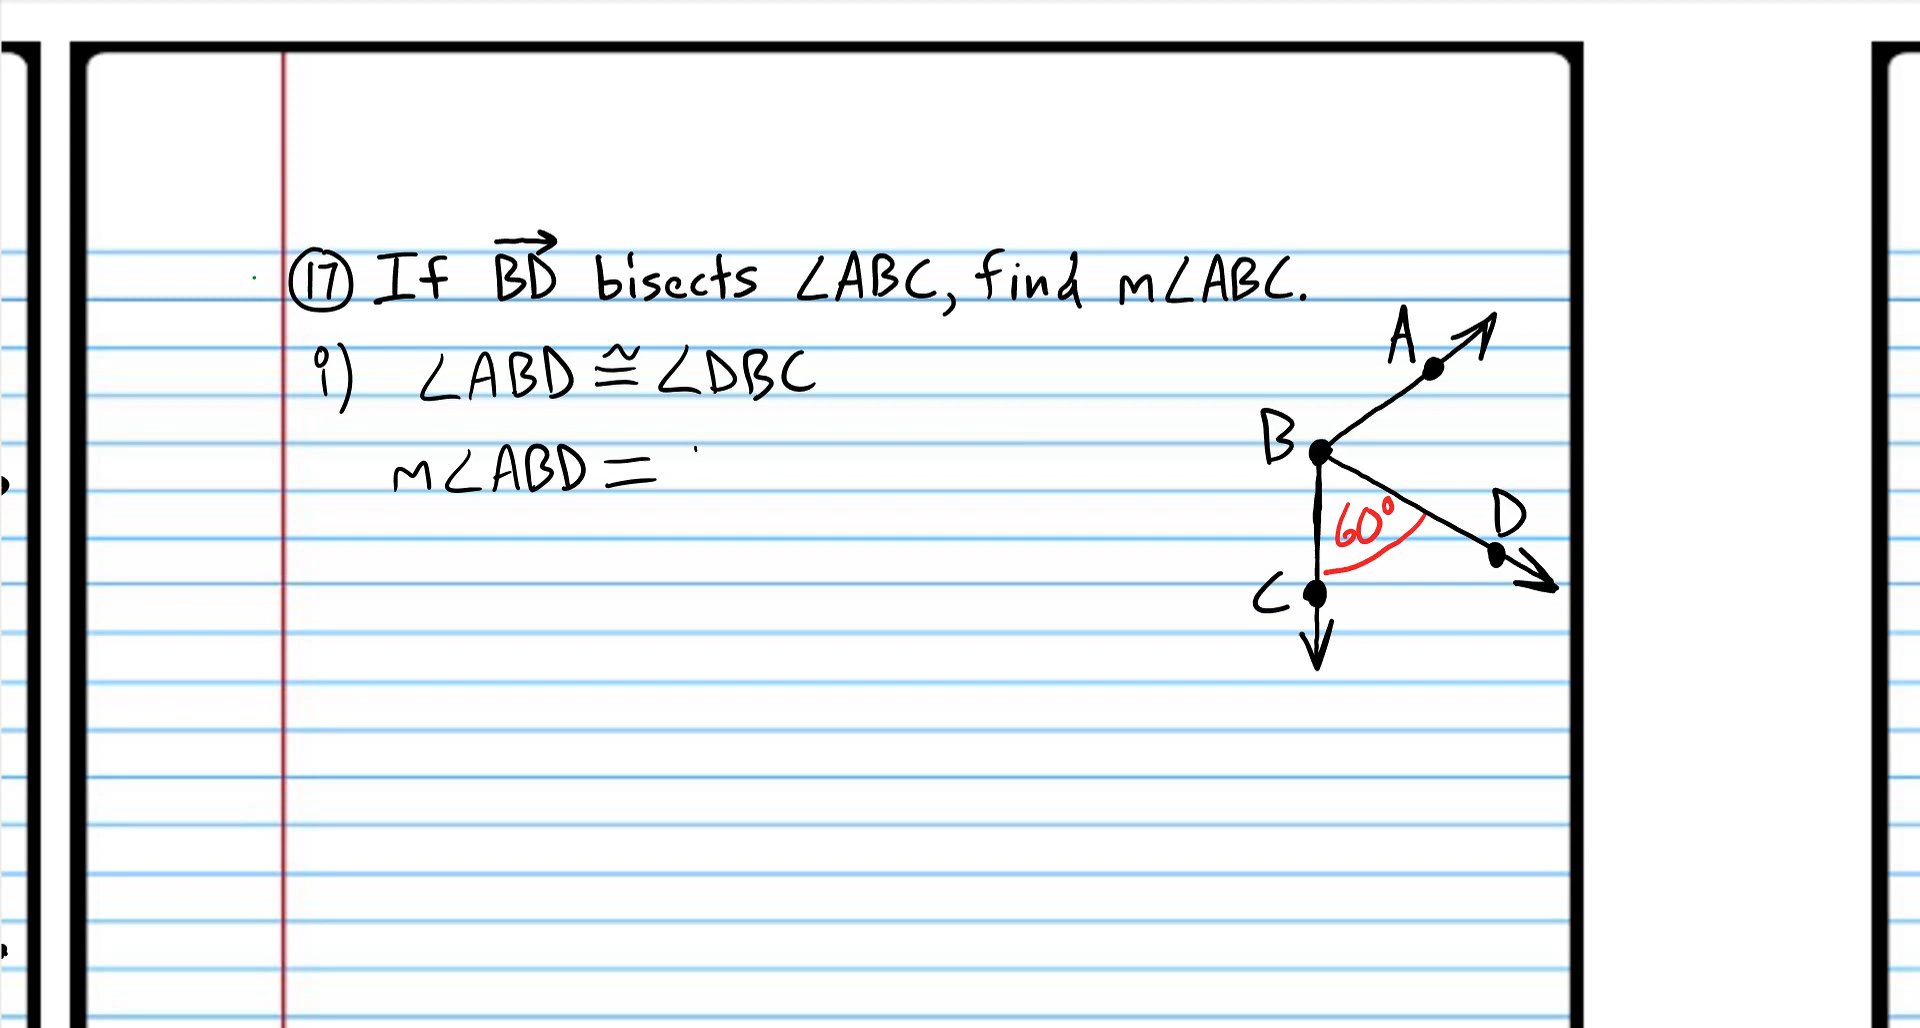 ⑰ If BD bisects ∠ABC, find m∠ABC.
i) ∠ABD ≅ ∠DBC
m∠ABD =
A
B
60°
D
C